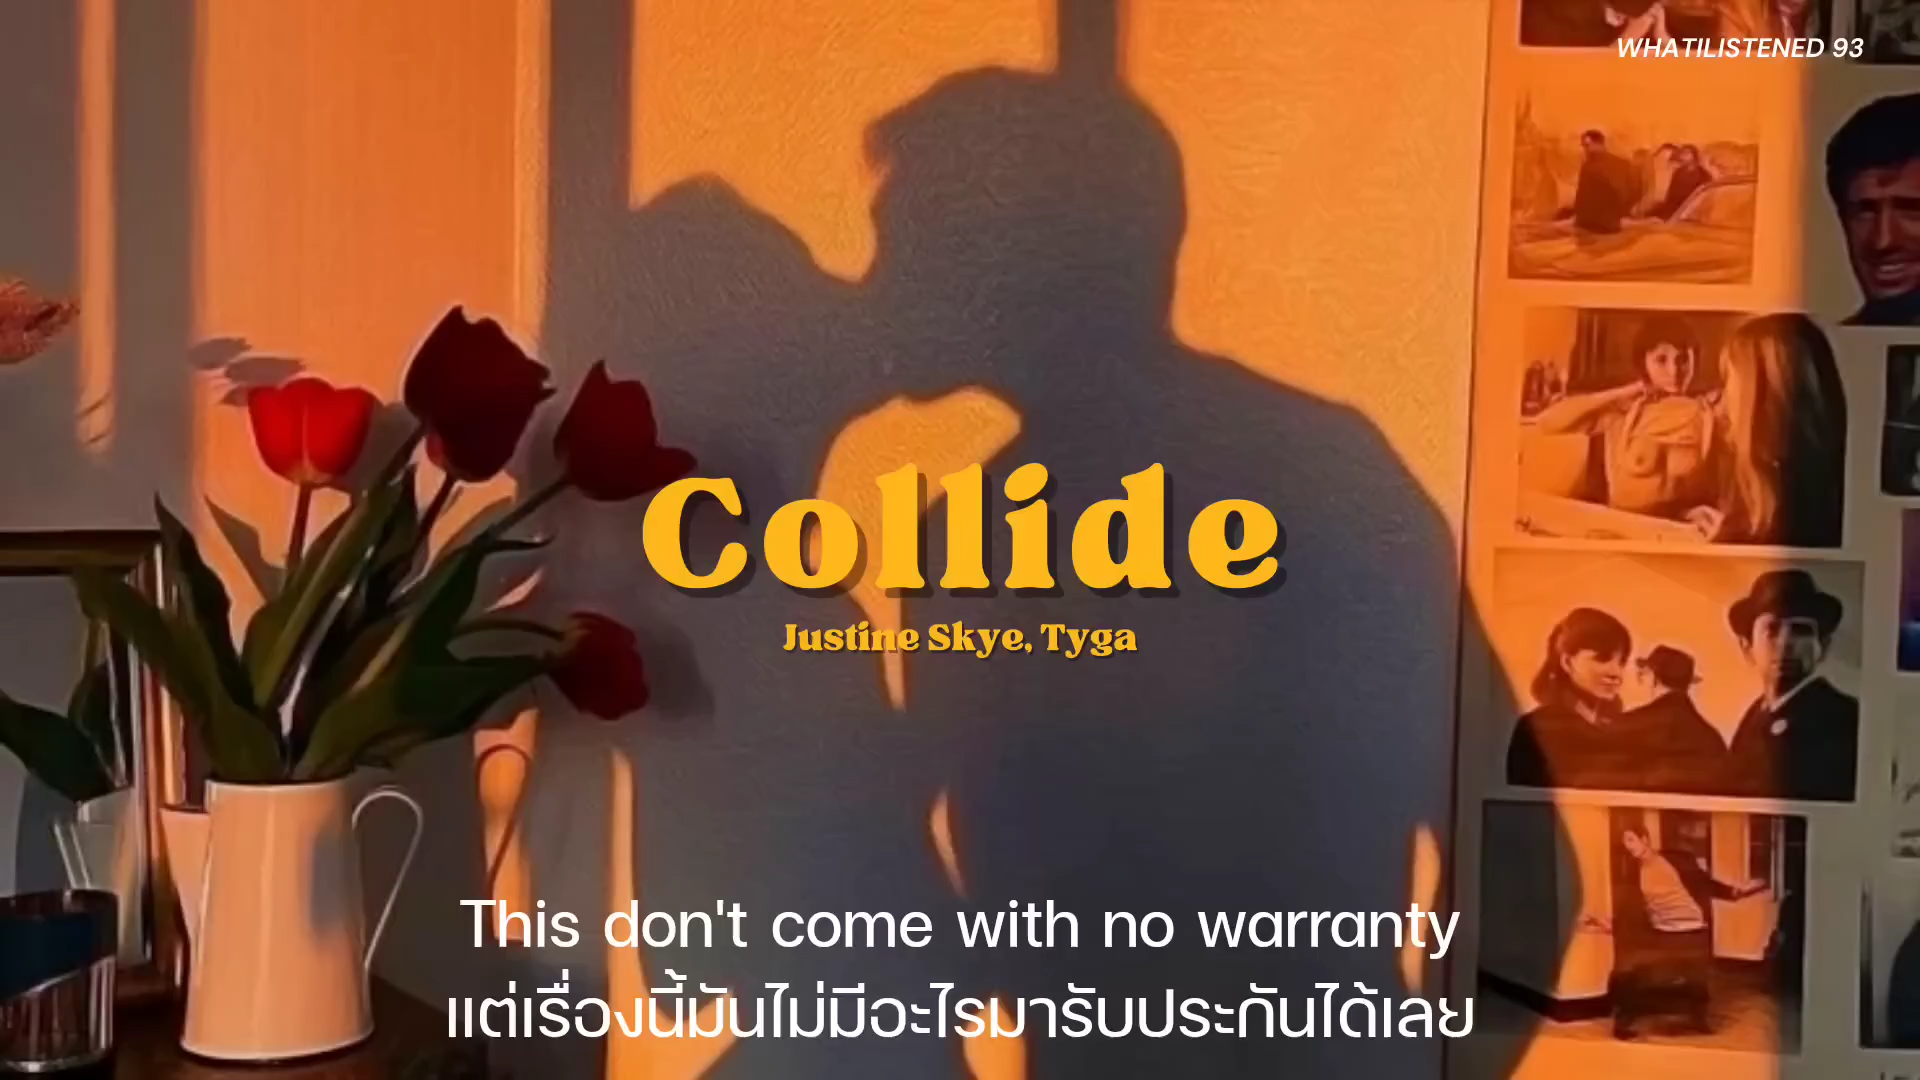 WHATILISTENED 93
Collide
Justine Skye, Tyga
This don't come with no warranty
แต่เรื่องนี้มันไม่มีอะไรมารับประกันได้เลย